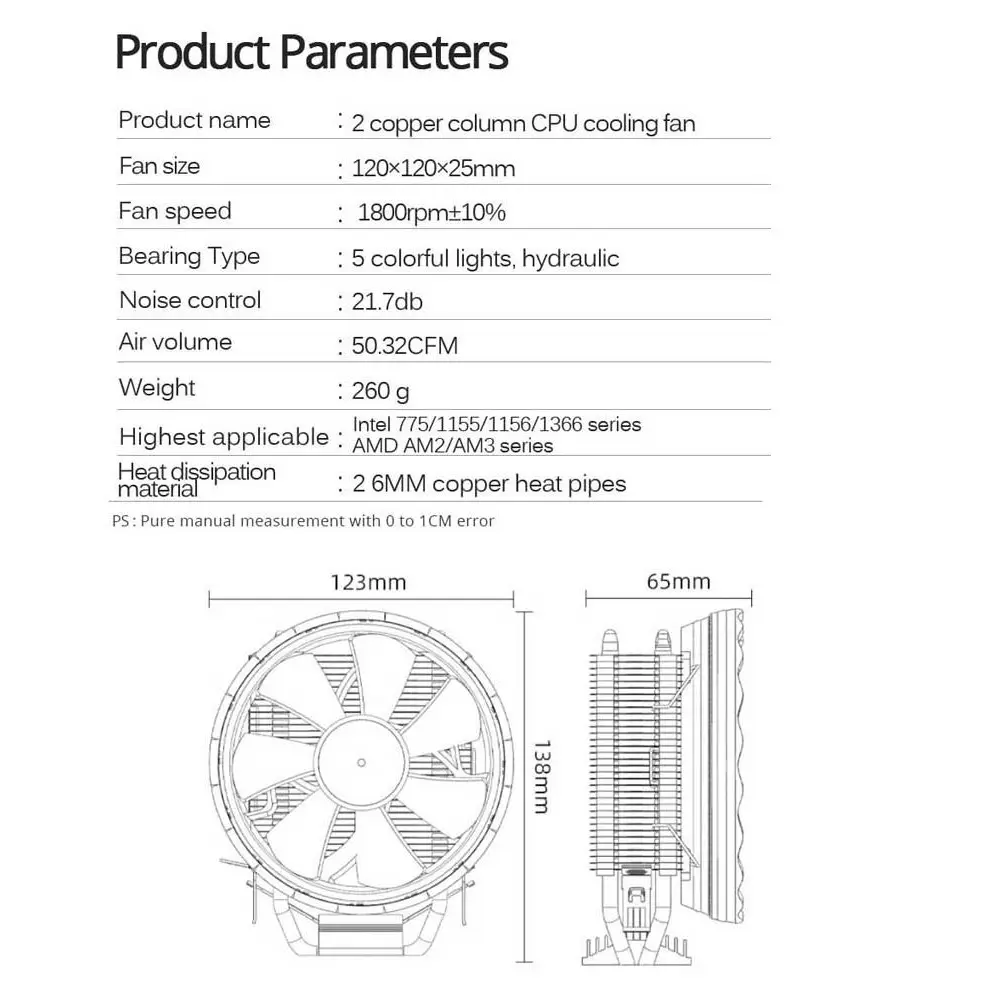 Product Parameters
Product name : 2 copper column CPU cooling fan
Fan size : 120×120×25mm
Fan speed : 1800rpm±10%
Bearing Type : 5 colorful lights, hydraulic
Noise control : 21.7db
Air volume : 50.32CFM
Weight : 260 g
Highest applicable : Intel 775/1155/1156/1366 series
AMD AM2/AM3 series
Heat dissipation
material : 2 6MM copper heat pipes
PS : Pure manual measurement with 0 to 1CM error
123mm
65mm
138mm